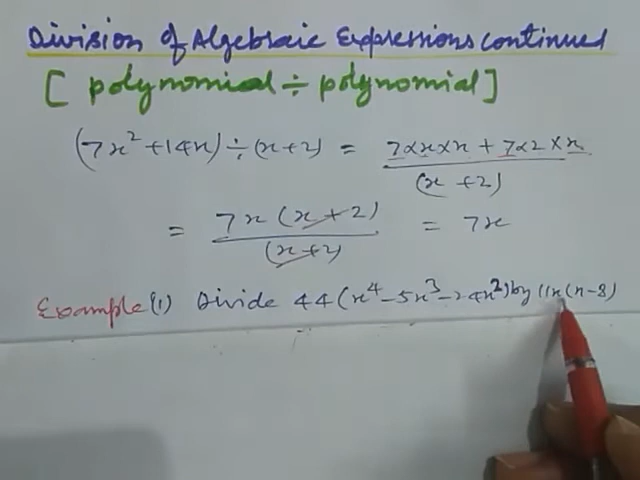 Division of Algebraic Expressions continued
[ polynomial ÷ polynomial ]
(7x² + 14x) ÷ (x+2) = 7×x×x + 7×2×x / (x+2)
= 7x(x+2) / (x+2) = 7x
Example (1) Divide 44(x⁴ - 5x³ - 24x²) by 11x(x-8)